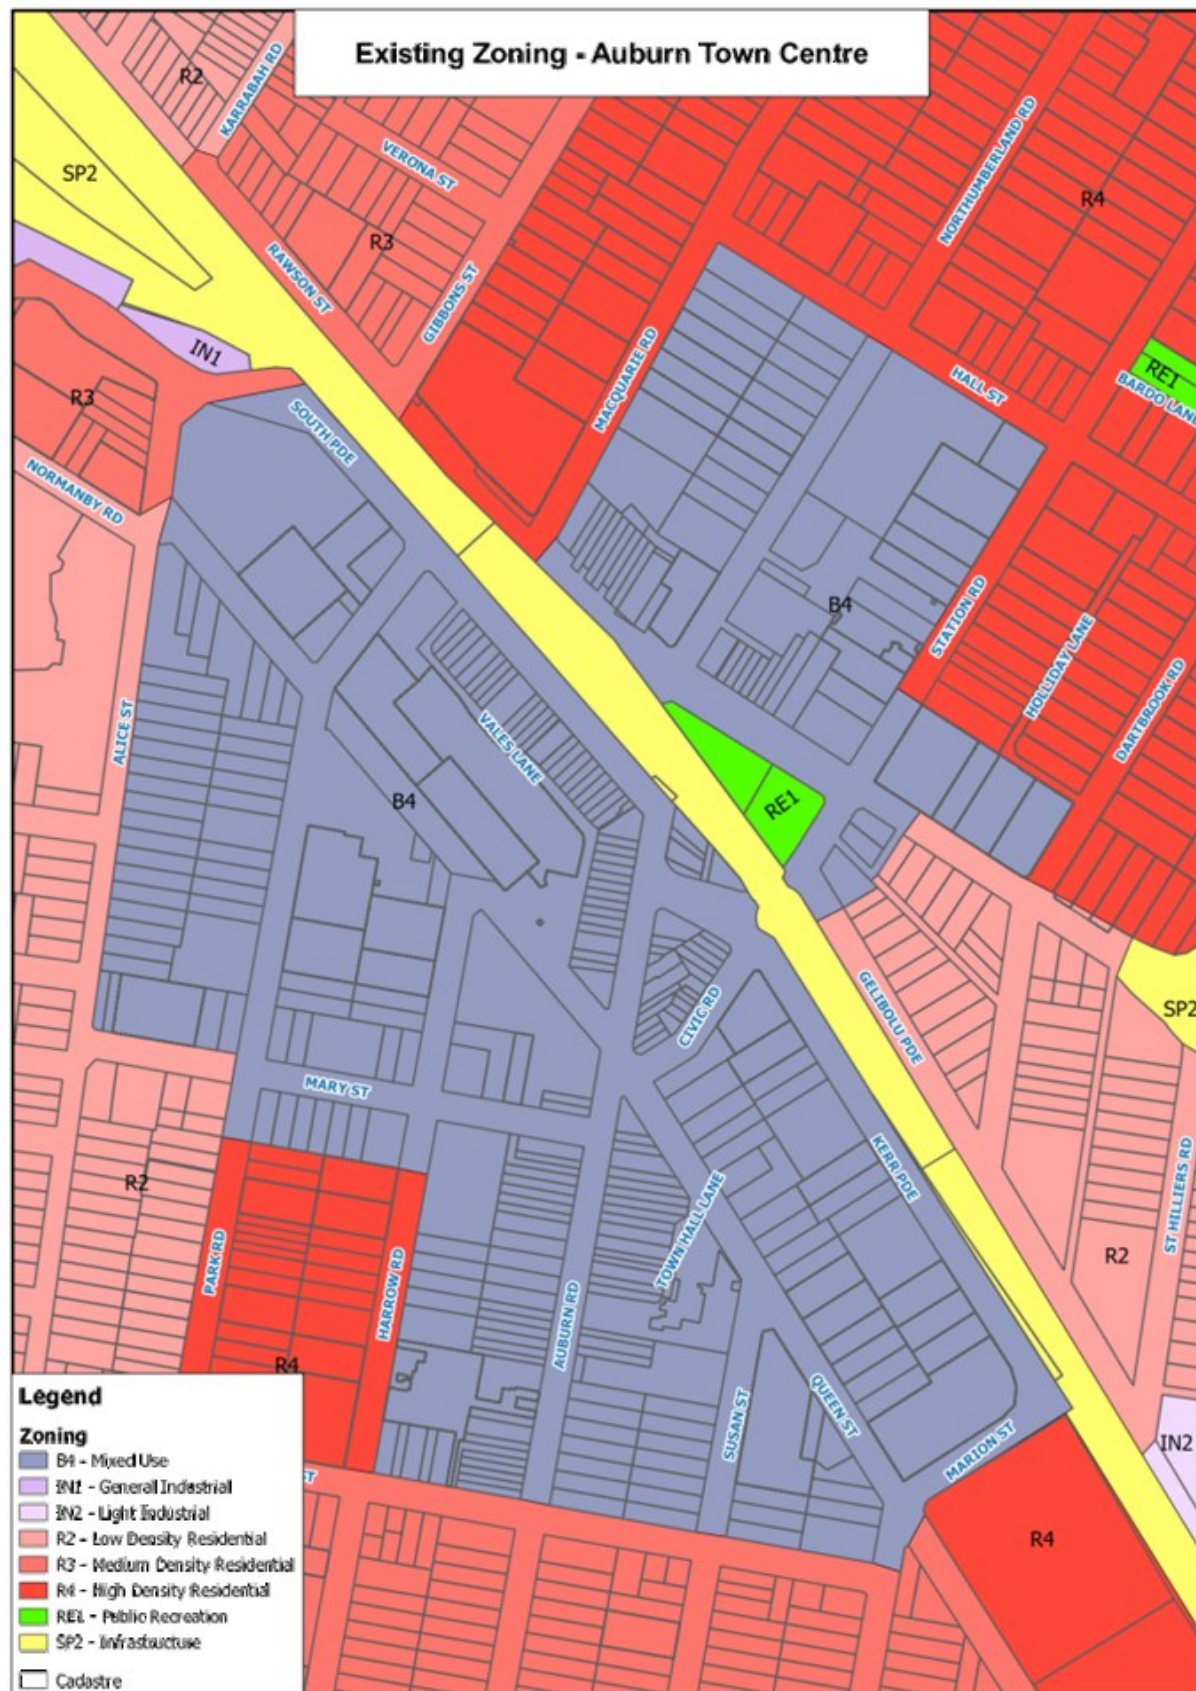 Existing Zoning - Auburn Town Centre
R2
KARRABAH RD
VERONA ST
NORTHUMBERLAND RD
SP2
R4
R3
RAWSON ST
GIBBONS ST
IN1
MACQUARIE RD
HALL ST
RE1
BARDO LANE
R3
SOUTH PDE
NORMANBY RD
B4
STATION RD
HOLLIDAY LANE
DARTBROOK RD
ALICE ST
VALES LANE
B4
RE1
GELIBOLU PDE
SP2
CIVIC RD
MARY ST
KERR PDE
R2
TOWN HALL LANE
ST HILLIERS RD
R2
PARK RD
HARROW RD
AUBURN RD
R4
QUEEN ST
SUSAN ST
MARION ST
IN2
ST
R4
Legend
Zoning
B4 - Mixed Use
IN1 - General Industrial
IN2 - Light Industrial
R2 - Low Density Residential
R3 - Medium Density Residential
R4 - High Density Residential
RE1 - Public Recreation
SP2 - Infrastructure
Cadastre